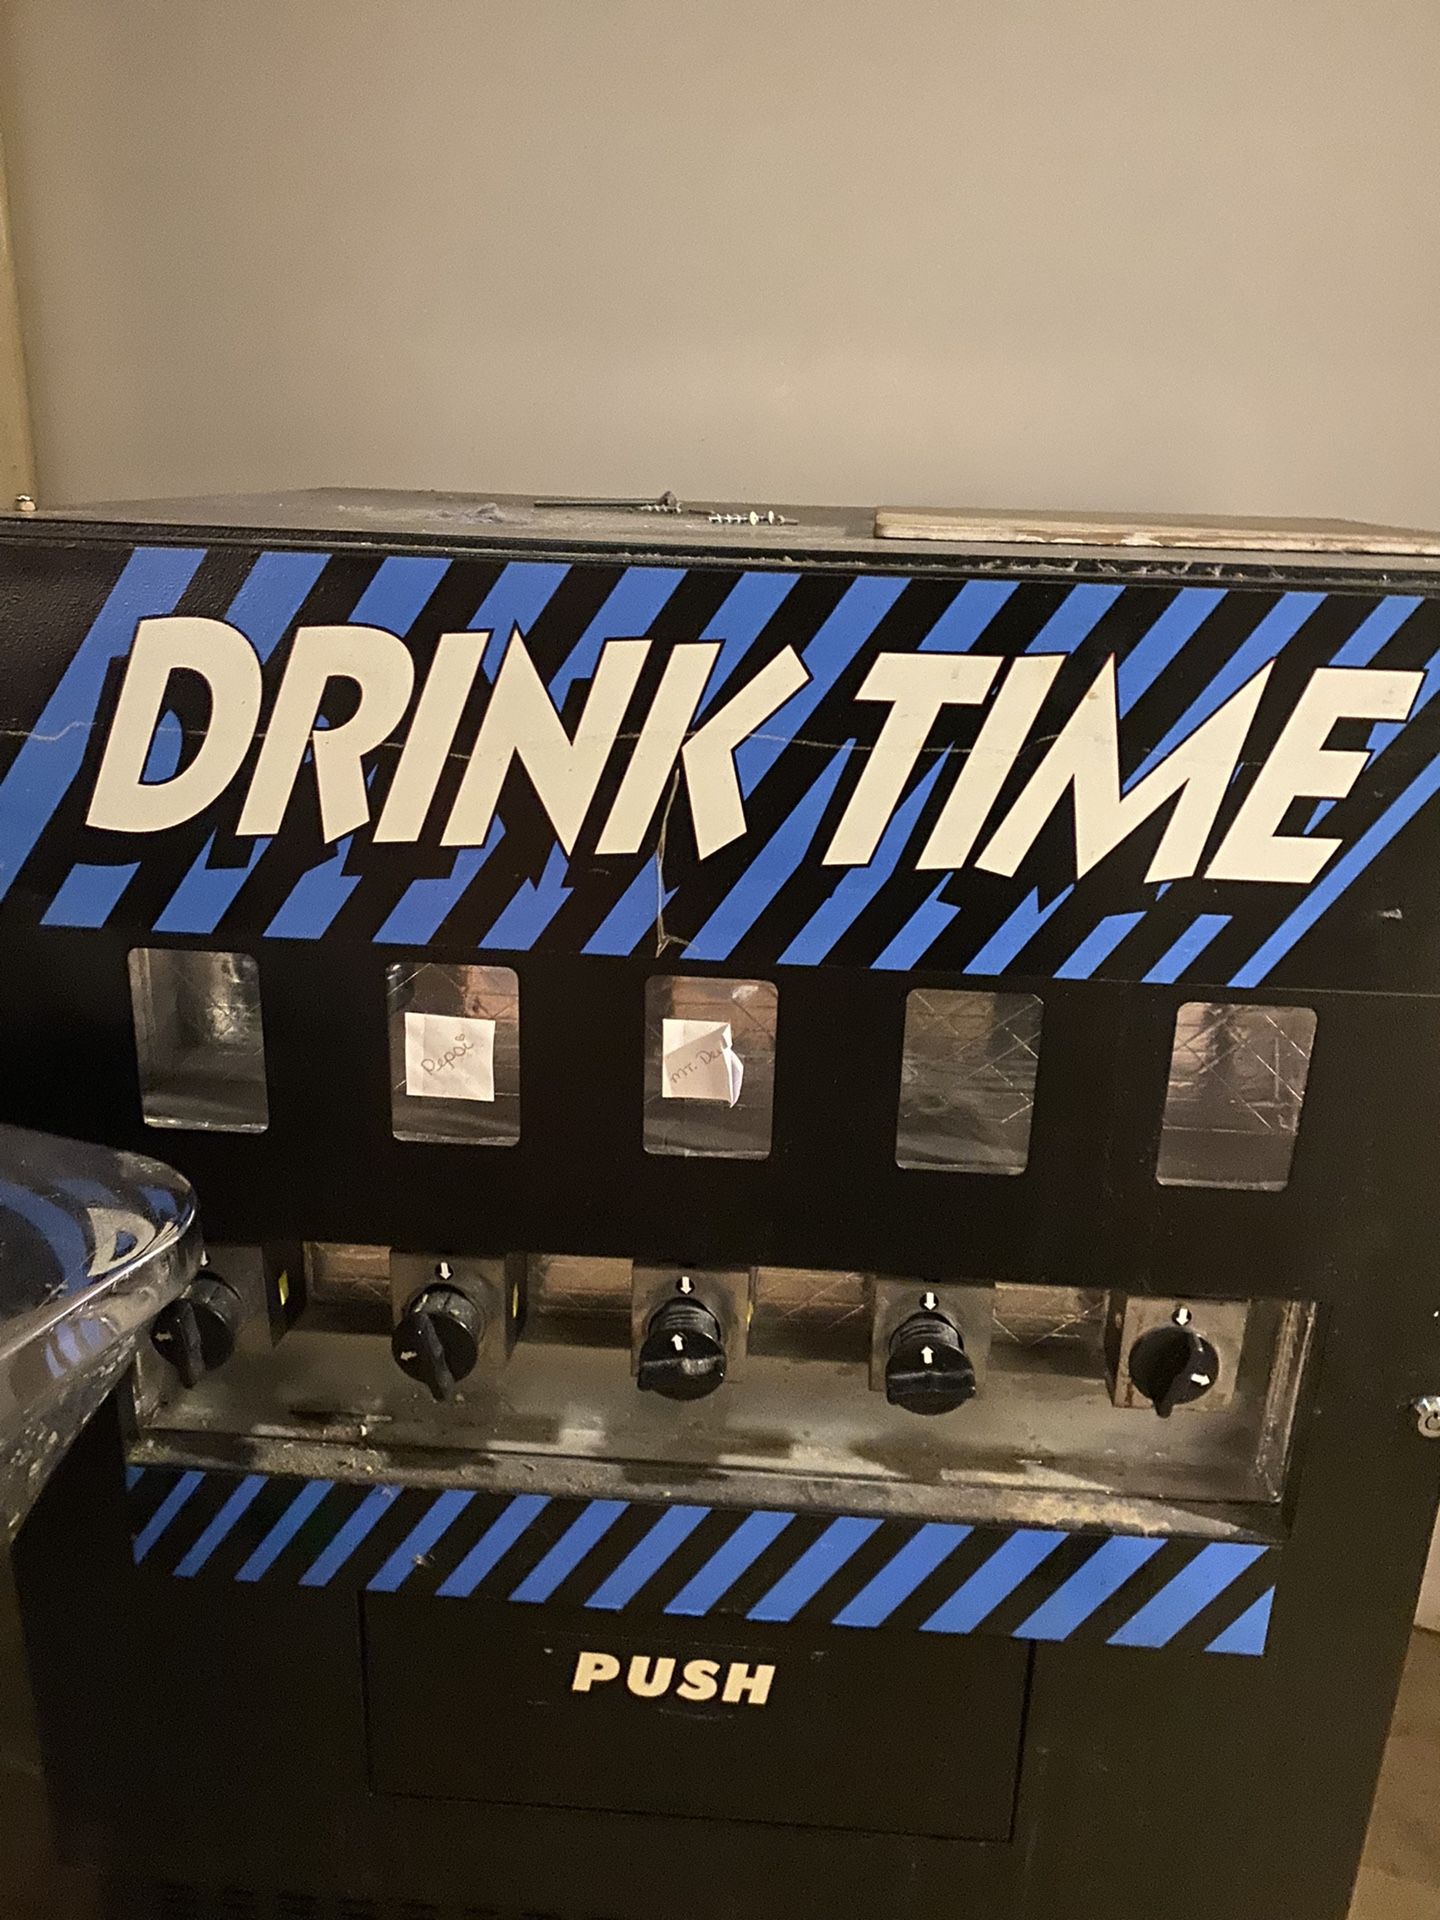 DRINK TIME
Pepsi
MT. Dew
PUSH